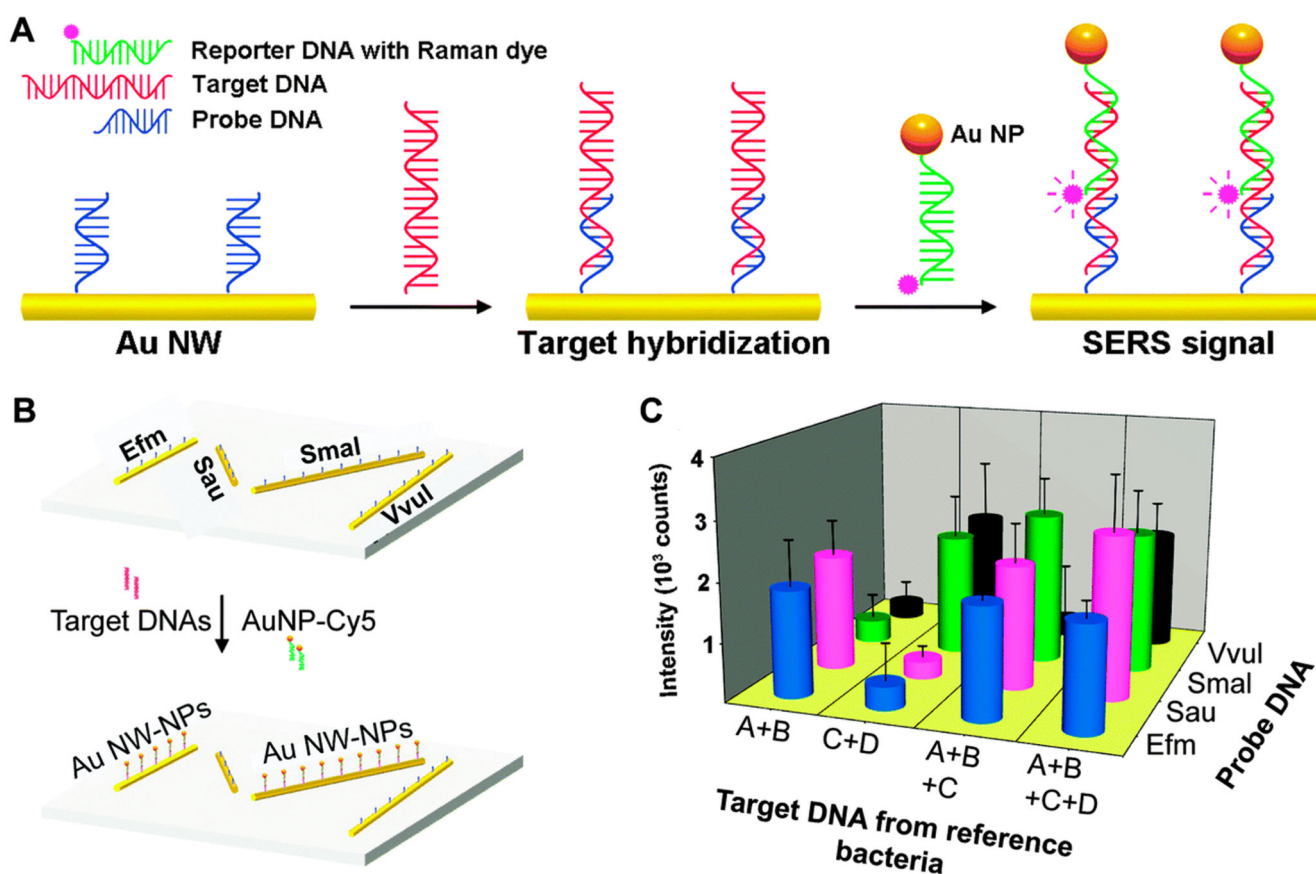 A
Reporter DNA with Raman dye
Target DNA
Probe DNA
Au NP
Au NW
Target hybridization
SERS signal
B
Efm
Sau
Smal
Vvul
Target DNAs
AuNP-Cy5
Au NW-NPs
Au NW-NPs
C
Intensity (10³ counts)
4
3
2
1
A+B
C+D
A+B
+C
A+B
+C+D
Target DNA from reference
bacteria
Vvul
Smal
Sau
Efm
Probe DNA